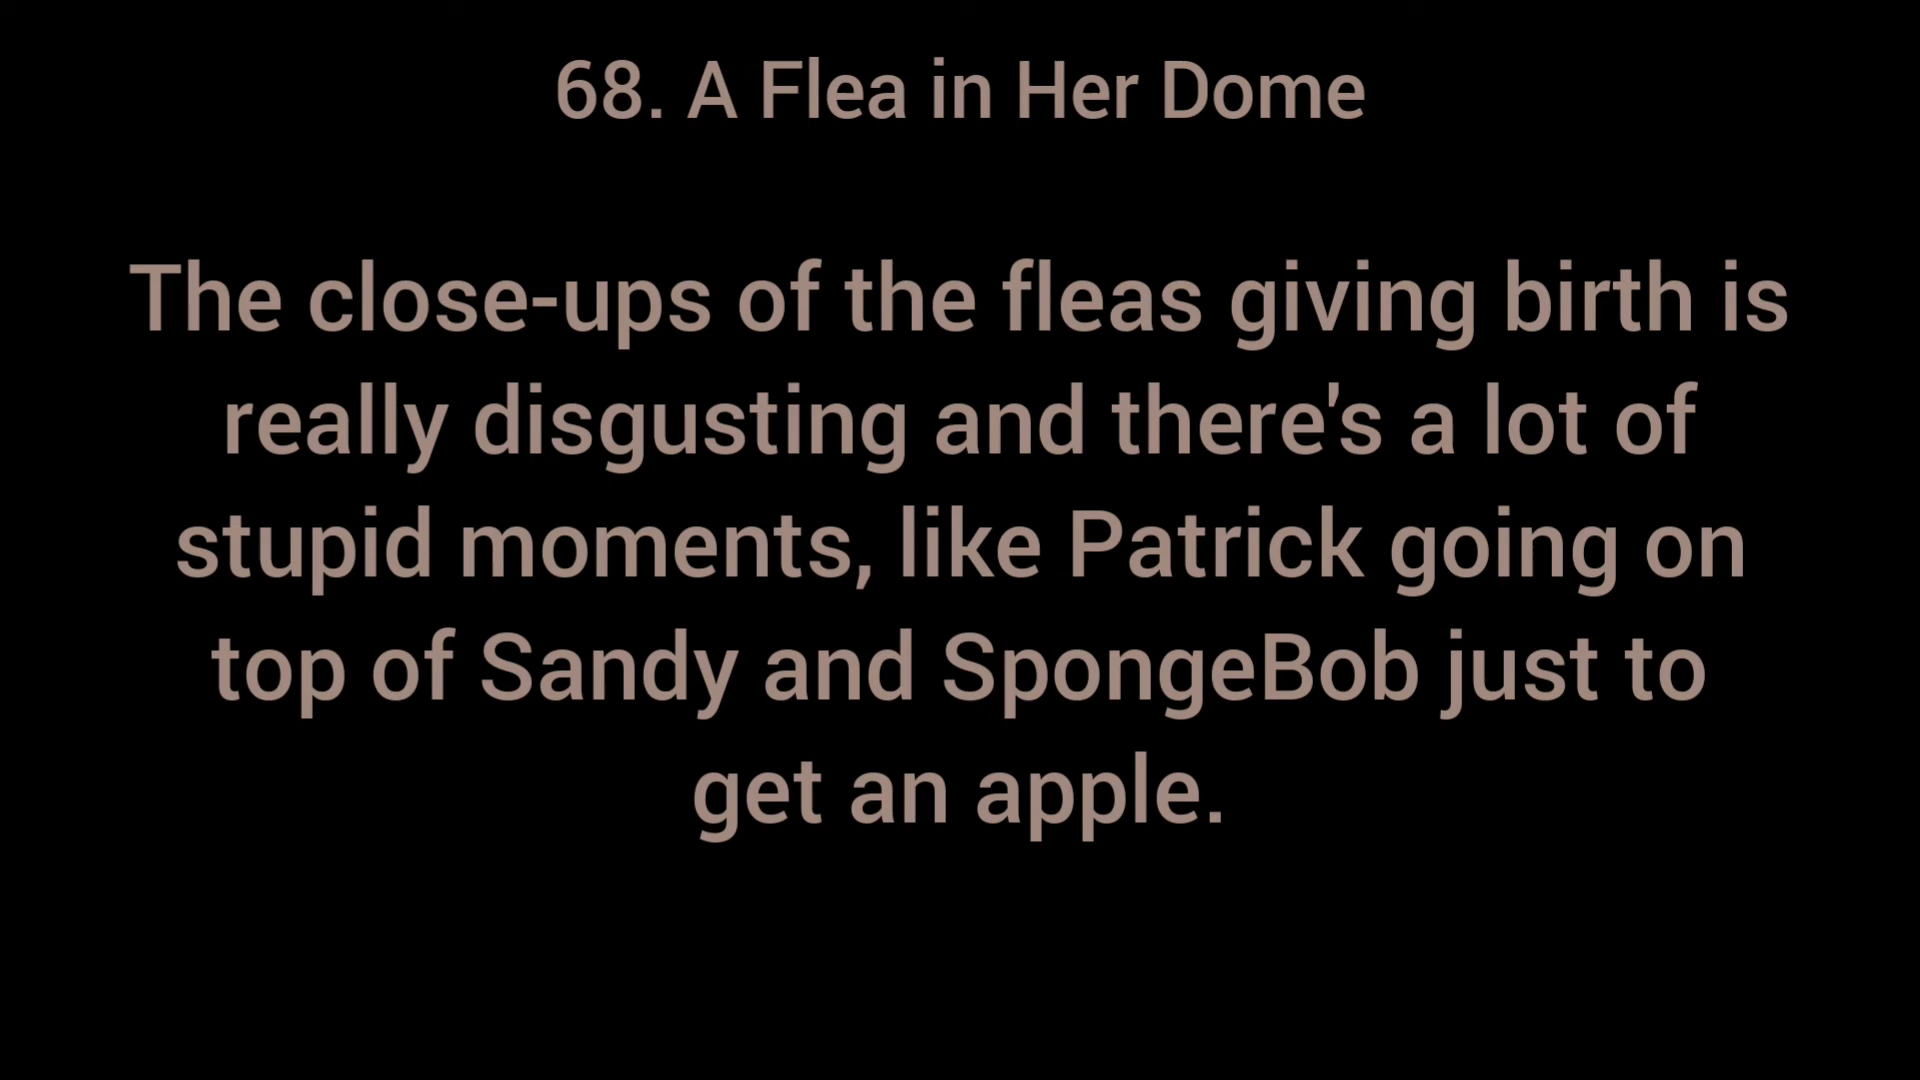 68. A Flea in Her Dome
The close-ups of the fleas giving birth is
really disgusting and there's a lot of
stupid moments, like Patrick going on
top of Sandy and SpongeBob just to
get an apple.